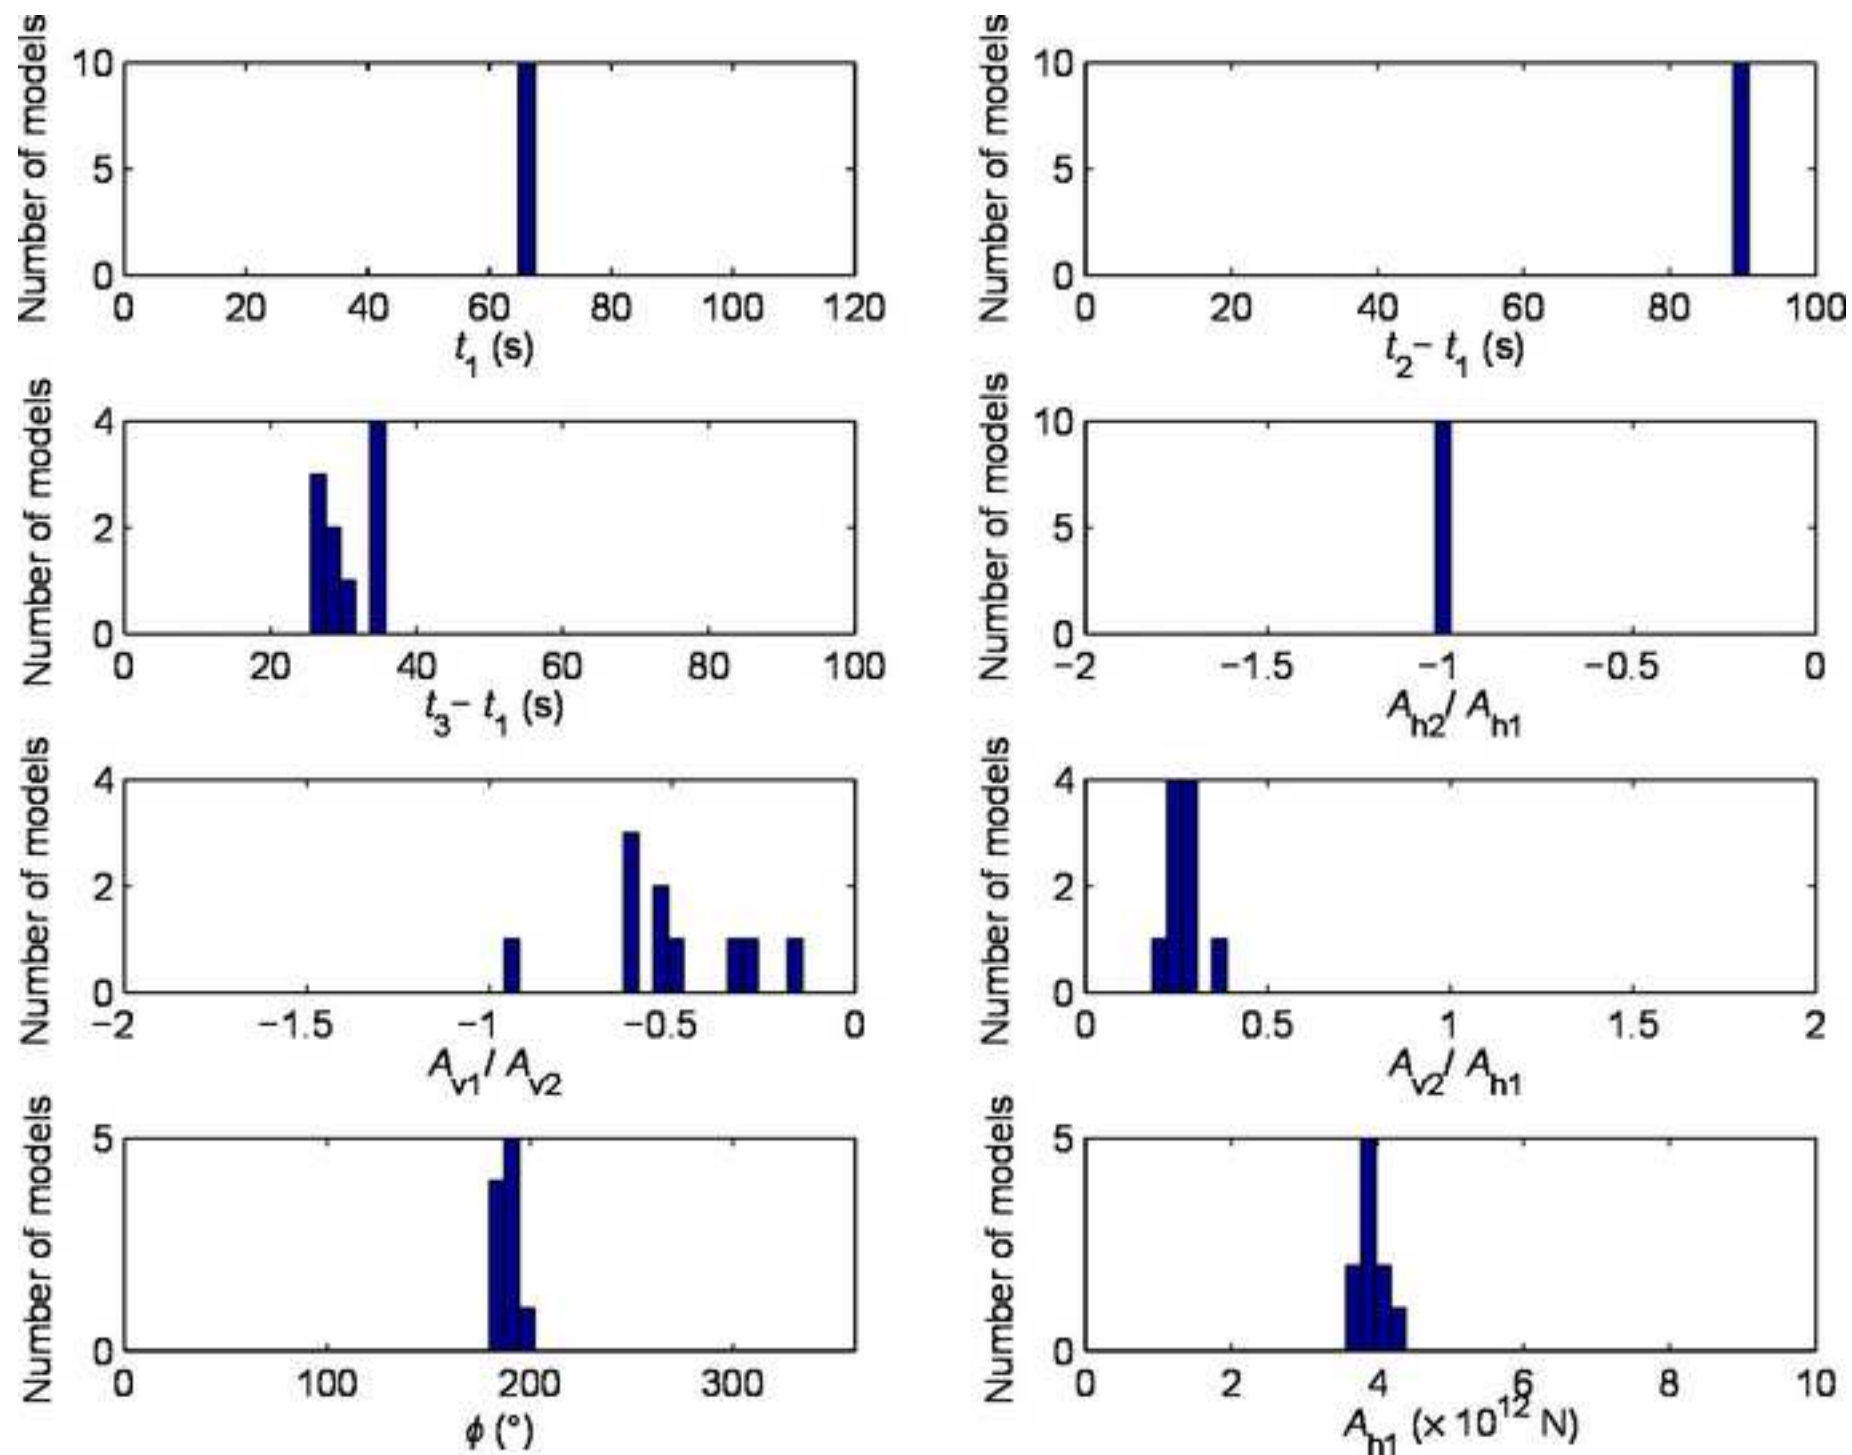 Number of models
10
5
0
0 20 40 60 80 100 120
t1 (s)
Number of models
10
5
0
0 20 40 60 80 100
t2− t1 (s)
Number of models
4
2
0
0 20 40 60 80 100
t3− t1 (s)
Number of models
10
5
0
−2 −1.5 −1 −0.5 0
Ah2/ Ah1
Number of models
4
2
0
−2 −1.5 −1 −0.5 0
Av1/ Av2
Number of models
4
2
0
0 0.5 1 1.5 2
Av2/ Ah1
Number of models
5
0
0 100 200 300
ϕ (°)
Number of models
5
0
0 2 4 6 8 10
Ah1 (x 10^12 N)